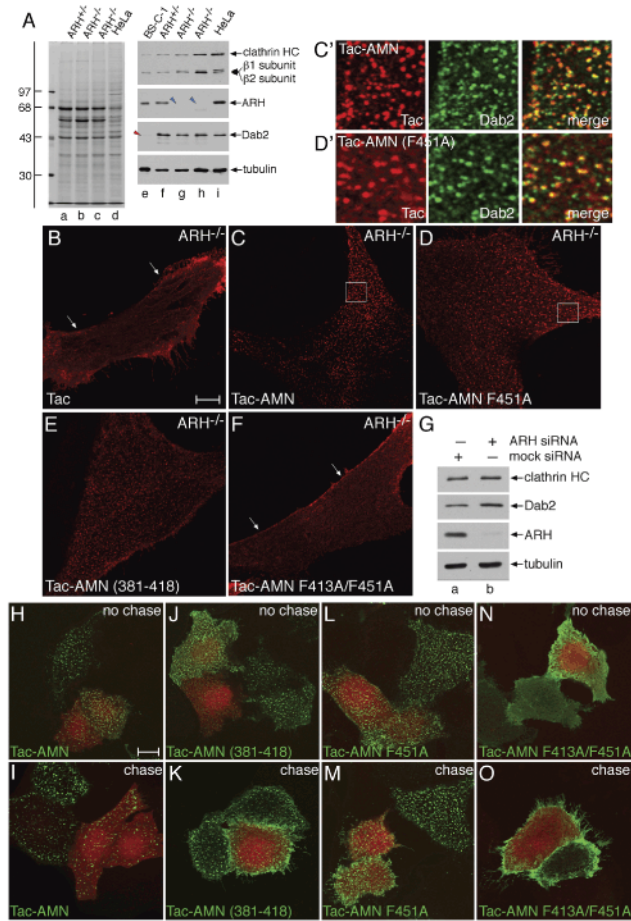 A
ARH+/-
ARH-/-
ARH-/-
HeLa
BS-C-1
ARH+/-
ARH-/-
ARH-/-
HeLa
97
68
43
30
a b c d
clathrin HC
β1 subunit
β2 subunit
ARH
Dab2
tubulin
e f g h i
C' Tac-AMN
Tac Dab2 merge
D' Tac-AMN (F451A)
Tac Dab2 merge
B ARH-/-
Tac
C ARH-/-
Tac-AMN
D ARH-/-
Tac-AMN F451A
E ARH-/-
Tac-AMN (381-418)
F ARH-/-
Tac-AMN F413A/F451A
G
− + ARH siRNA
+ − mock siRNA
clathrin HC
Dab2
ARH
tubulin
a b
H no chase
Tac-AMN
J no chase
Tac-AMN (381-418)
L no chase
Tac-AMN F451A
N no chase
Tac-AMN F413A/F451A
I chase
Tac-AMN
K chase
Tac-AMN (381-418)
M chase
Tac-AMN F451A
O chase
Tac-AMN F413A/F451A